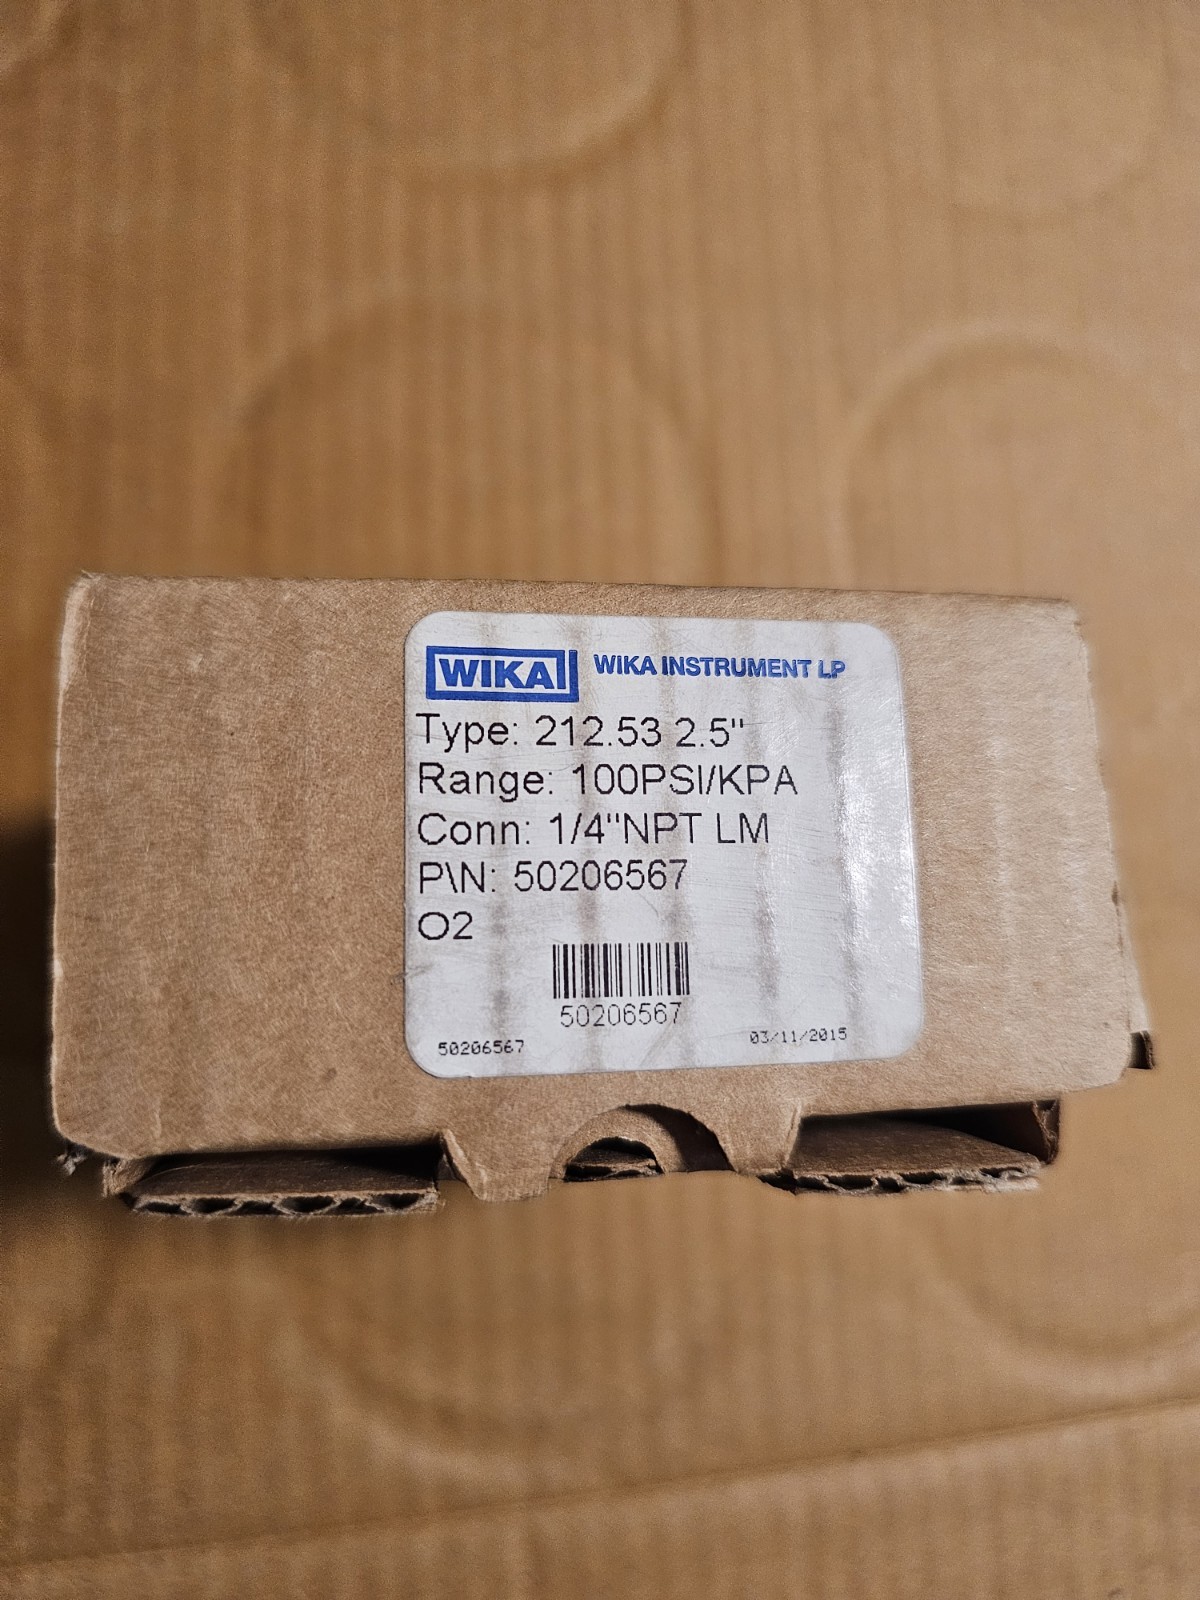 WIKA WIKA INSTRUMENT LP
Type: 212.53 2.5"
Range: 100PSI/KPA
Conn: 1/4"NPT LM
P\N: 50206567
O2
50206567
50206567 03/11/2015